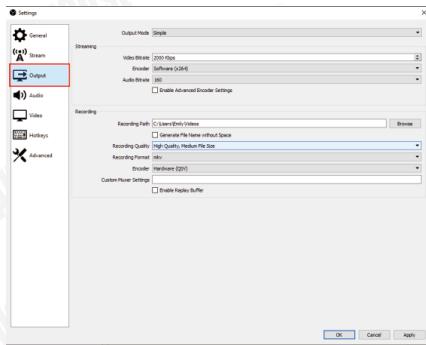 Settings
General
Stream
Output
Audio
Video
Hotkeys
Advanced
Output Mode Simple
Streaming
Video Bitrate 2000 Kbps
Encoder Software (x264)
Audio Bitrate 160
Enable Advanced Encoder Settings
Recording
Recording Path C:\Users\Emily\Videos Browse
Generate File Name without Space
Recording Quality High Quality, Medium File Size
Recording Format mkv
Encoder Hardware (QSV)
Custom Muxer Settings
Enable Replay Buffer
OK Cancel Apply